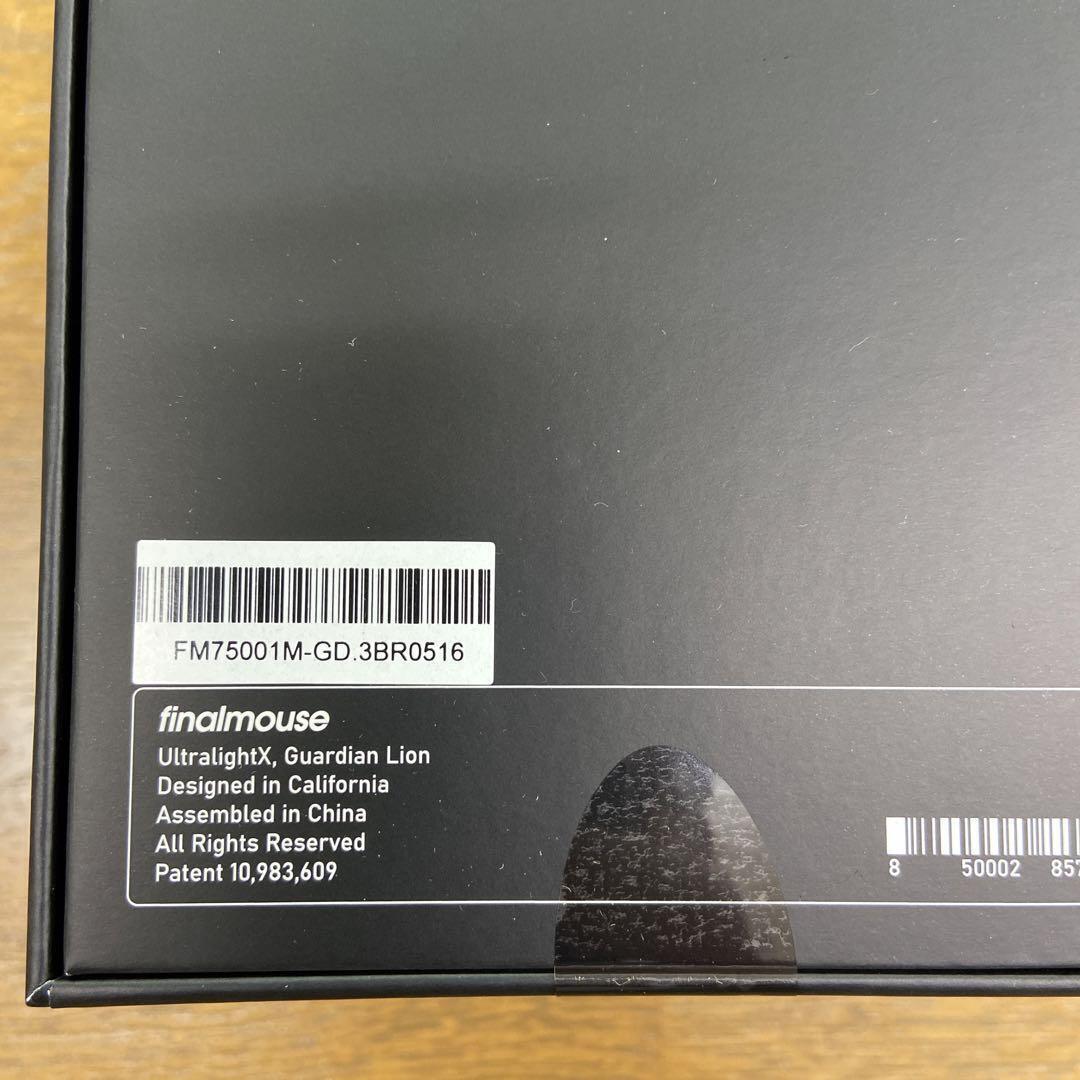 FM75001M-GD.3BR0516
finalmouse
UltralightX, Guardian Lion
Designed in California
Assembled in China
All Rights Reserved
Patent 10,983,609
8 50002 857